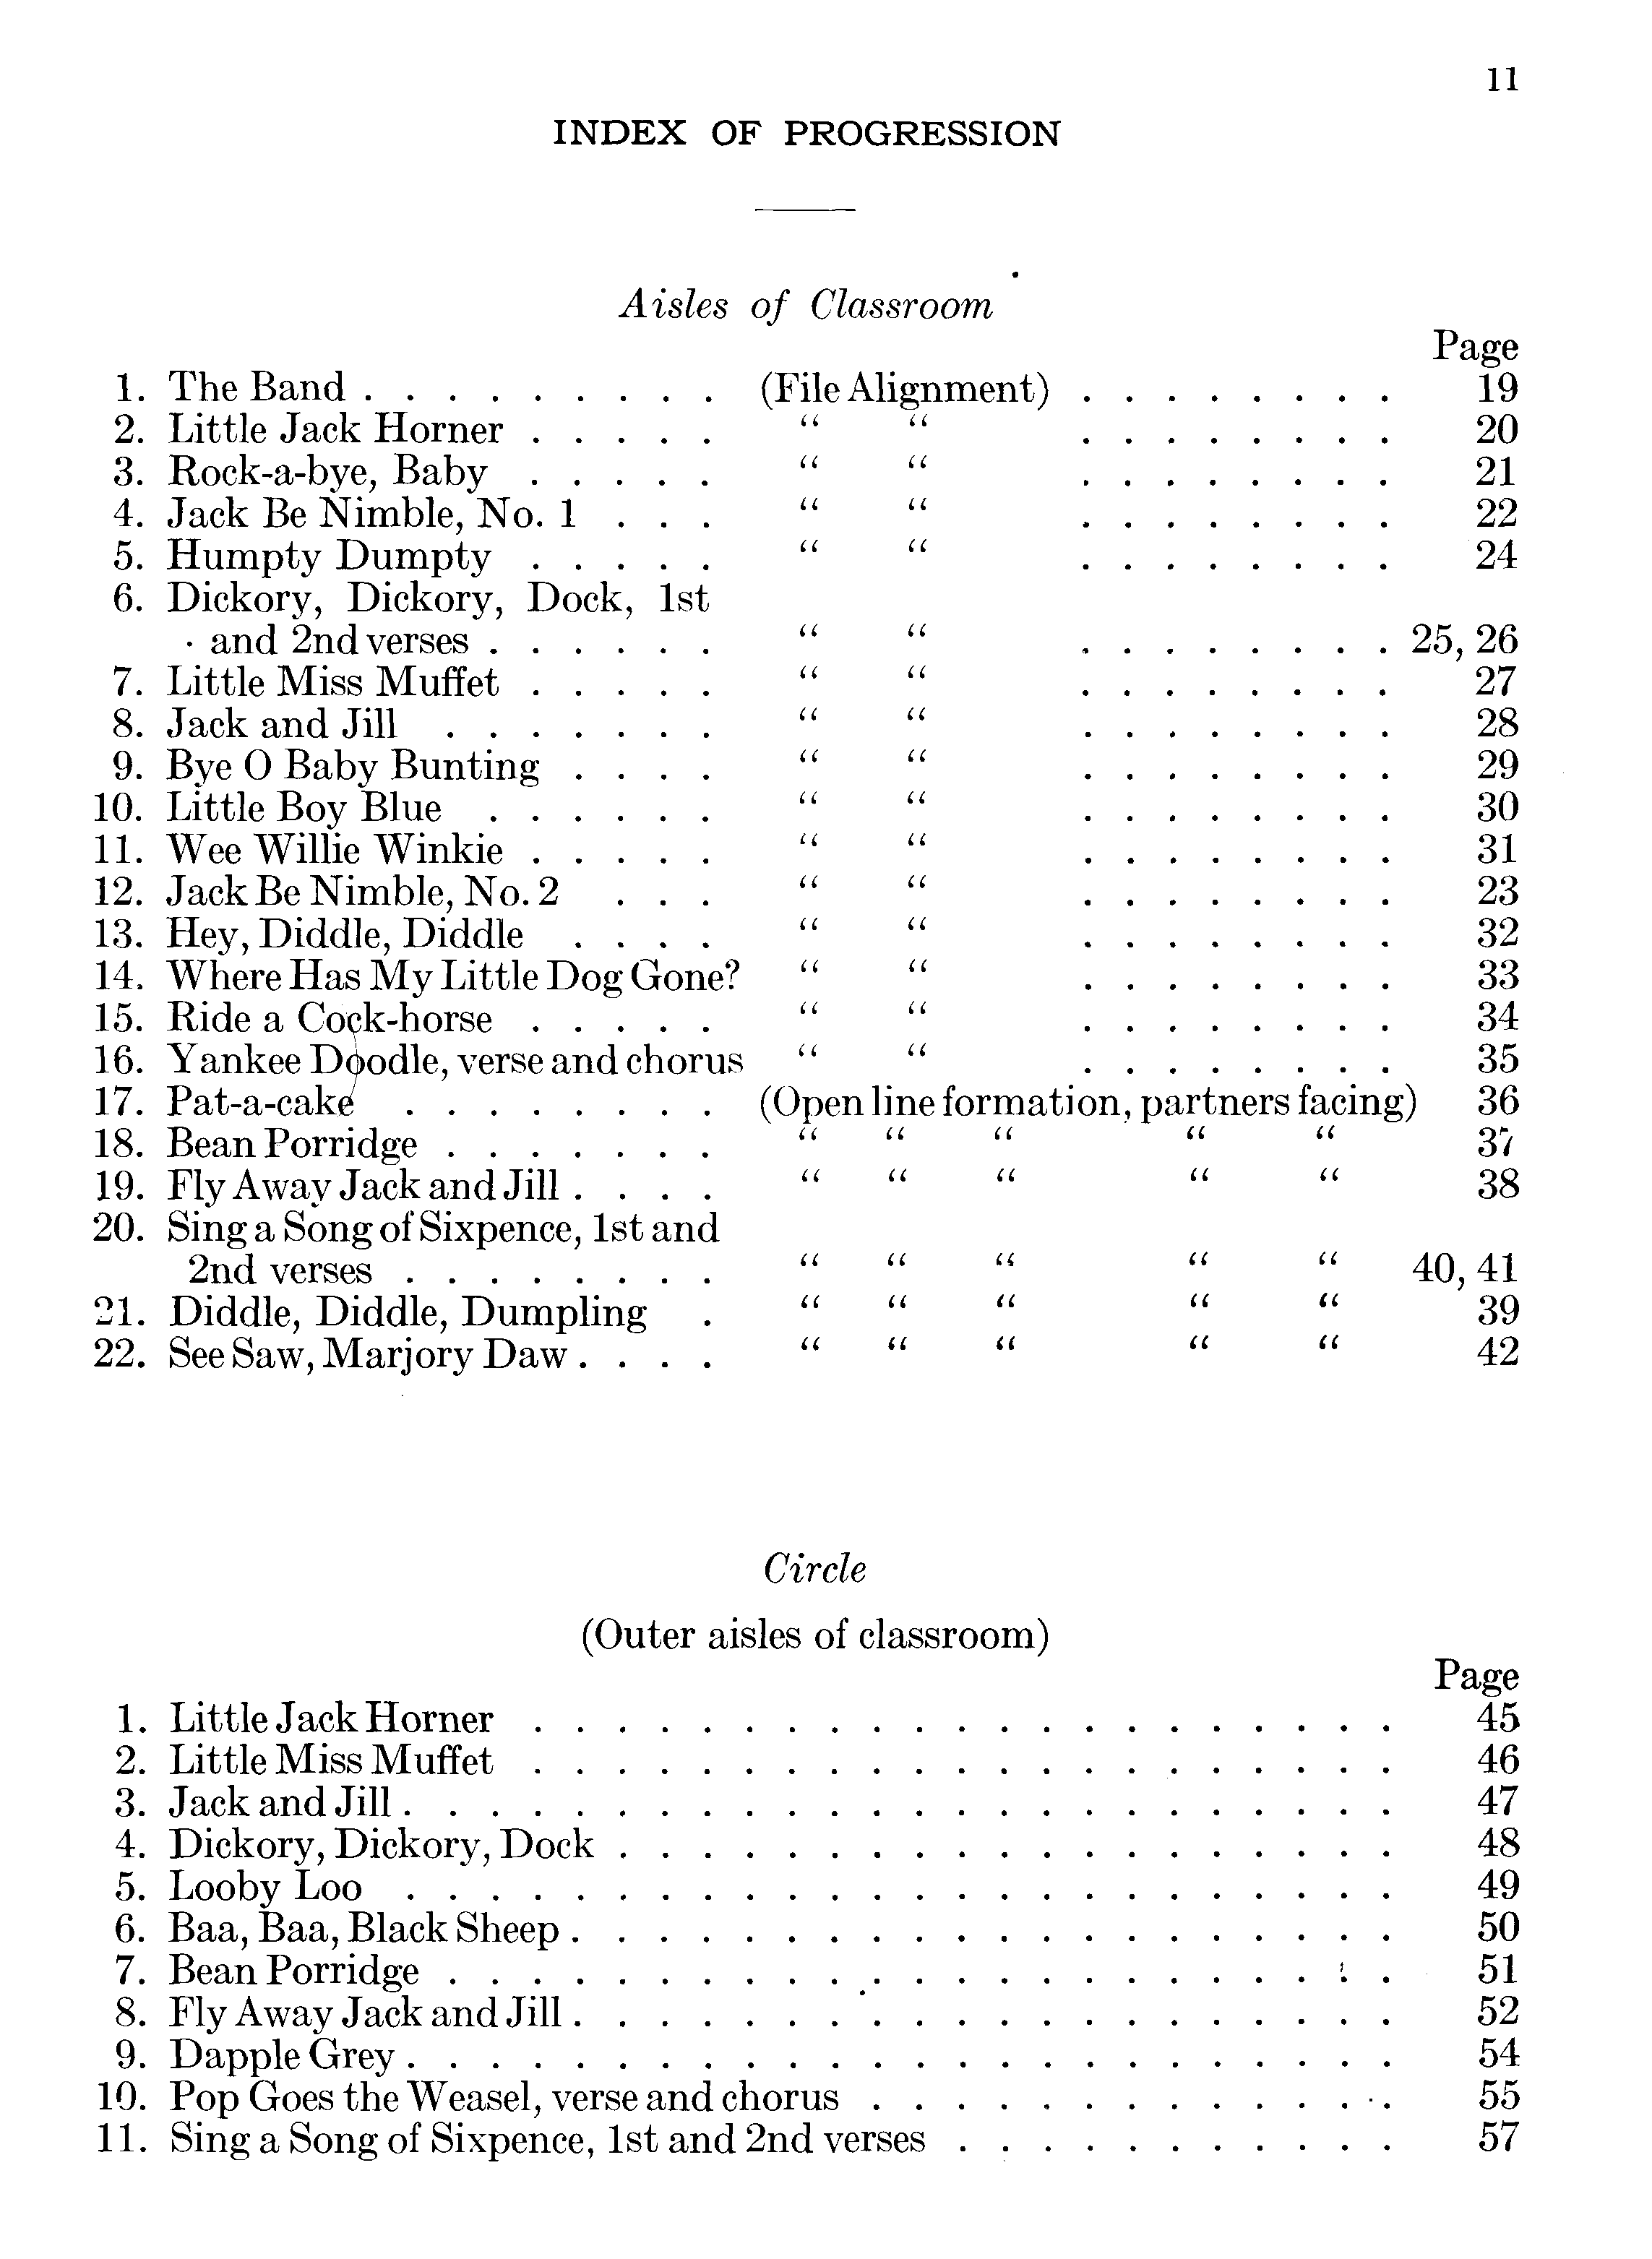 11
INDEX OF PROGRESSION
Aisles of Classroom
Page
1. The Band . . . . . . . . . (File Alignment) . . . . . . . . 19
2. Little Jack Horner . . . . . “ “ . . . . . . . . 20
3. Rock-a-bye, Baby . . . . . “ “ . . . . . . . . 21
4. Jack Be Nimble, No. 1 . . . “ “ . . . . . . . . 22
5. Humpty Dumpty . . . . . “ “ . . . . . . . . 24
6. Dickory, Dickory, Dock, 1st
and 2nd verses . . . . . . “ “ . . . . . . . . 25, 26
7. Little Miss Muffet . . . . . “ “ . . . . . . . . 27
8. Jack and Jill . . . . . . . “ “ . . . . . . . . 28
9. Bye O Baby Bunting . . . . “ “ . . . . . . . . 29
10. Little Boy Blue . . . . . . “ “ . . . . . . . . 30
11. Wee Willie Winkie . . . . . “ “ . . . . . . . . 31
12. Jack Be Nimble, No. 2 . . . “ “ . . . . . . . . 23
13. Hey, Diddle, Diddle . . . . “ “ . . . . . . . . 32
14. Where Has My Little Dog Gone? “ “ . . . . . . . . 33
15. Ride a Cock-horse . . . . . “ “ . . . . . . . . 34
16. Yankee Doodle, verse and chorus “ “ . . . . . . . . 35
17. Pat-a-cake . . . . . . . . (Open line formation, partners facing) 36
18. Bean Porridge . . . . . . . “ “ “ “ “ 37
19. Fly Away Jack and Jill . . . . “ “ “ “ “ 38
20. Sing a Song of Sixpence, 1st and
2nd verses . . . . . . . . “ “ “ “ “ 40, 41
21. Diddle, Diddle, Dumpling . “ “ “ “ “ 39
22. See Saw, Marjory Daw . . . . “ “ “ “ “ 42
Circle
(Outer aisles of classroom)
Page
1. Little Jack Horner . . . . . . . . . . . . . . . . . . . . . 45
2. Little Miss Muffet . . . . . . . . . . . . . . . . . . . . . 46
3. Jack and Jill . . . . . . . . . . . . . . . . . . . . . . . . 47
4. Dickory, Dickory, Dock . . . . . . . . . . . . . . . . . . . 48
5. Looby Loo . . . . . . . . . . . . . . . . . . . . . . . . 49
6. Baa, Baa, Black Sheep . . . . . . . . . . . . . . . . . . . . 50
7. Bean Porridge . . . . . . . . . . . . . . . . . . . . . . . 51
8. Fly Away Jack and Jill . . . . . . . . . . . . . . . . . . . . 52
9. Dapple Grey . . . . . . . . . . . . . . . . . . . . . . . . 54
10. Pop Goes the Weasel, verse and chorus . . . . . . . . . . . . . 55
11. Sing a Song of Sixpence, 1st and 2nd verses . . . . . . . . . . . 57